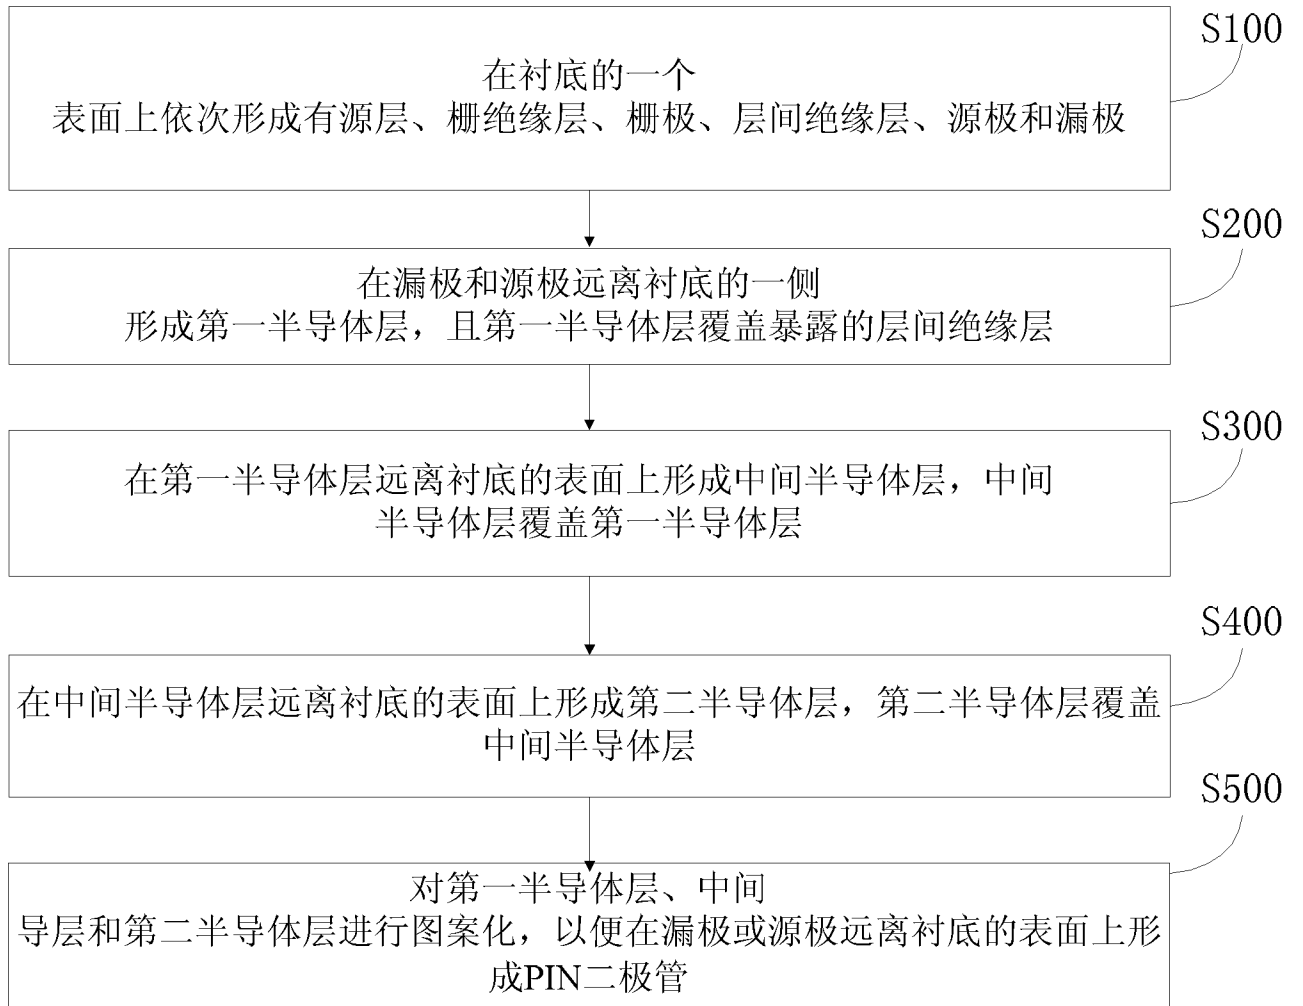 S100
在衬底的一个
表面上依次形成有源层、栅绝缘层、栅极、层间绝缘层、源极和漏极
S200
在漏极和源极远离衬底的一侧
形成第一半导体层，且第一半导体层覆盖暴露的层间绝缘层
S300
在第一半导体层远离衬底的表面上形成中间半导体层，中间
半导体层覆盖第一半导体层
S400
在中间半导体层远离衬底的表面上形成第二半导体层，第二半导体层覆盖
中间半导体层
S500
对第一半导体层、中间
导层和第二半导体层进行图案化，以便在漏极或源极远离衬底的表面上形
成PIN二极管